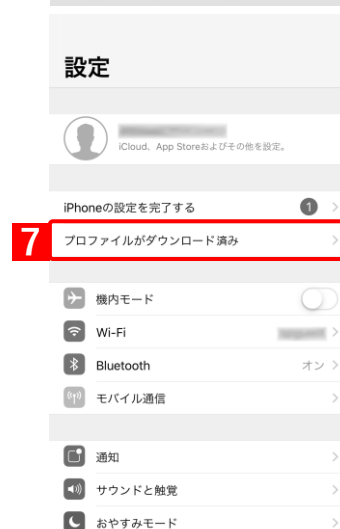 設定
iCloud、App Storeおよびその他を設定。
iPhoneの設定を完了する 1
7 プロファイルがダウンロード済み
機内モード
Wi-Fi
Bluetooth オン
モバイル通信
通知
サウンドと触覚
おやすみモード